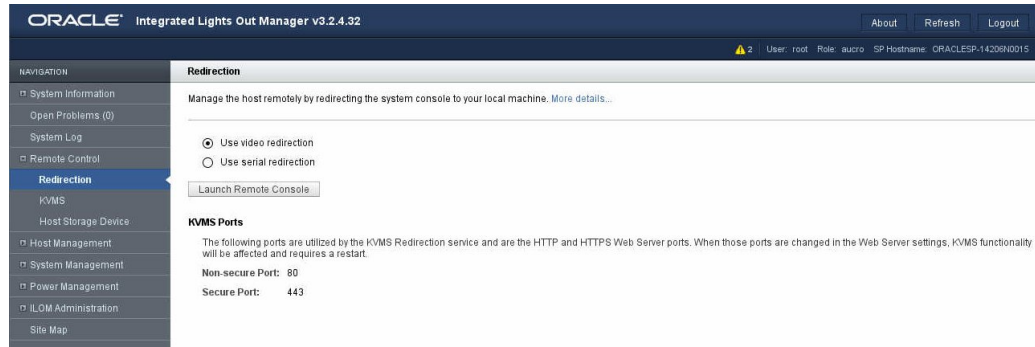 ORACLE® Integrated Lights Out Manager v3.2.4.32
About Refresh Logout
2 User: root Role: aucro SP Hostname: ORACLESP-14206N0015
NAVIGATION
System Information
Open Problems (0)
System Log
Remote Control
Redirection
KVMS
Host Storage Device
Host Management
System Management
Power Management
ILOM Administration
Site Map
Redirection
Manage the host remotely by redirecting the system console to your local machine. More details...
Use video redirection
Use serial redirection
Launch Remote Console
KVMS Ports
The following ports are utilized by the KVMS Redirection service and are the HTTP and HTTPS Web Server ports. When those ports are changed in the Web Server settings, KVMS functionality
will be affected and requires a restart.
Non-secure Port: 80
Secure Port: 443